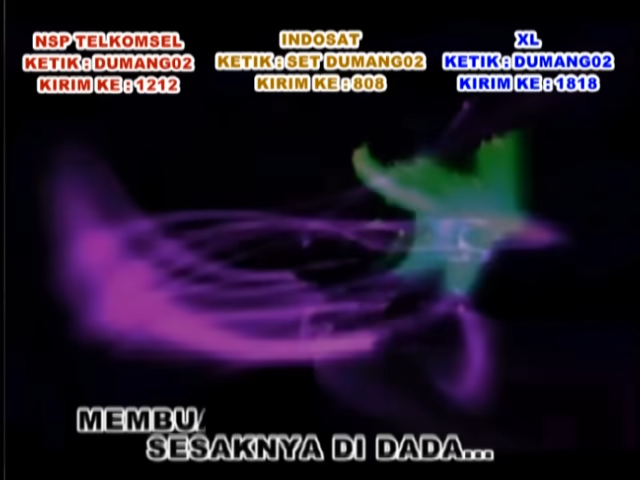 NSP TELKOMSEL
KETIK : DUMANG02
KIRIM KE : 1212
INDOSAT
KETIK : SET DUMANG02
KIRIM KE : 808
XL
KETIK : DUMANG02
KIRIM KE : 1818
SESAKNYA DI DADA...